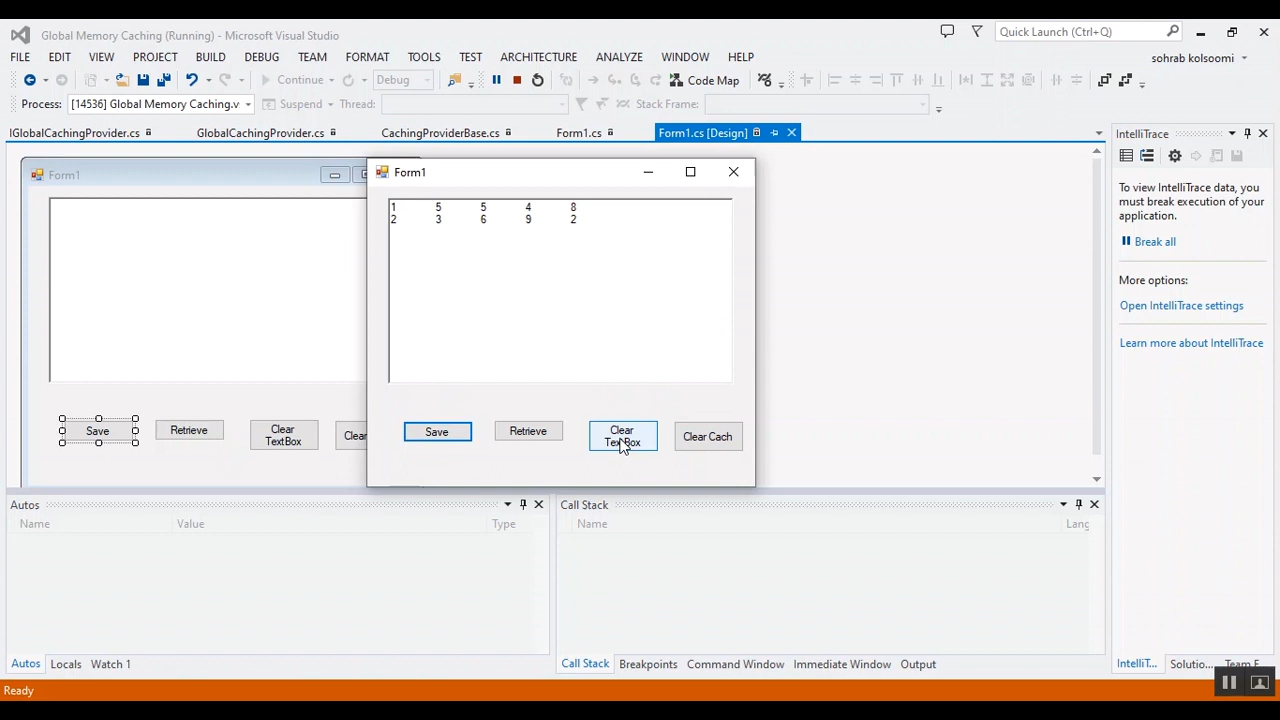 Global Memory Caching (Running) - Microsoft Visual Studio
Quick Launch (Ctrl+Q)
FILE EDIT VIEW PROJECT BUILD DEBUG TEAM FORMAT TOOLS TEST ARCHITECTURE ANALYZE WINDOW HELP
sohrab kolsoomi
Continue Debug Code Map
Process: [14536] Global Memory Caching.v Suspend Thread: Stack Frame:
IGlobalCachingProvider.cs GlobalCachingProvider.cs CachingProviderBase.cs Form1.cs Form1.cs [Design]
IntelliTrace
Form1
Form1
1 5 5 4 8
2 3 6 9 2
To view IntelliTrace data, you
must break execution of your
application.
Break all
More options:
Open IntelliTrace settings
Learn more about IntelliTrace
Save Retrieve Clear
TextBox
Clear
Save Retrieve Clear
TextBox
Clear Cach
Autos
Name Value Type
Call Stack
Name Lang
Autos Locals Watch 1
Call Stack Breakpoints Command Window Immediate Window Output
IntelliT... Solutio... Team E
Ready